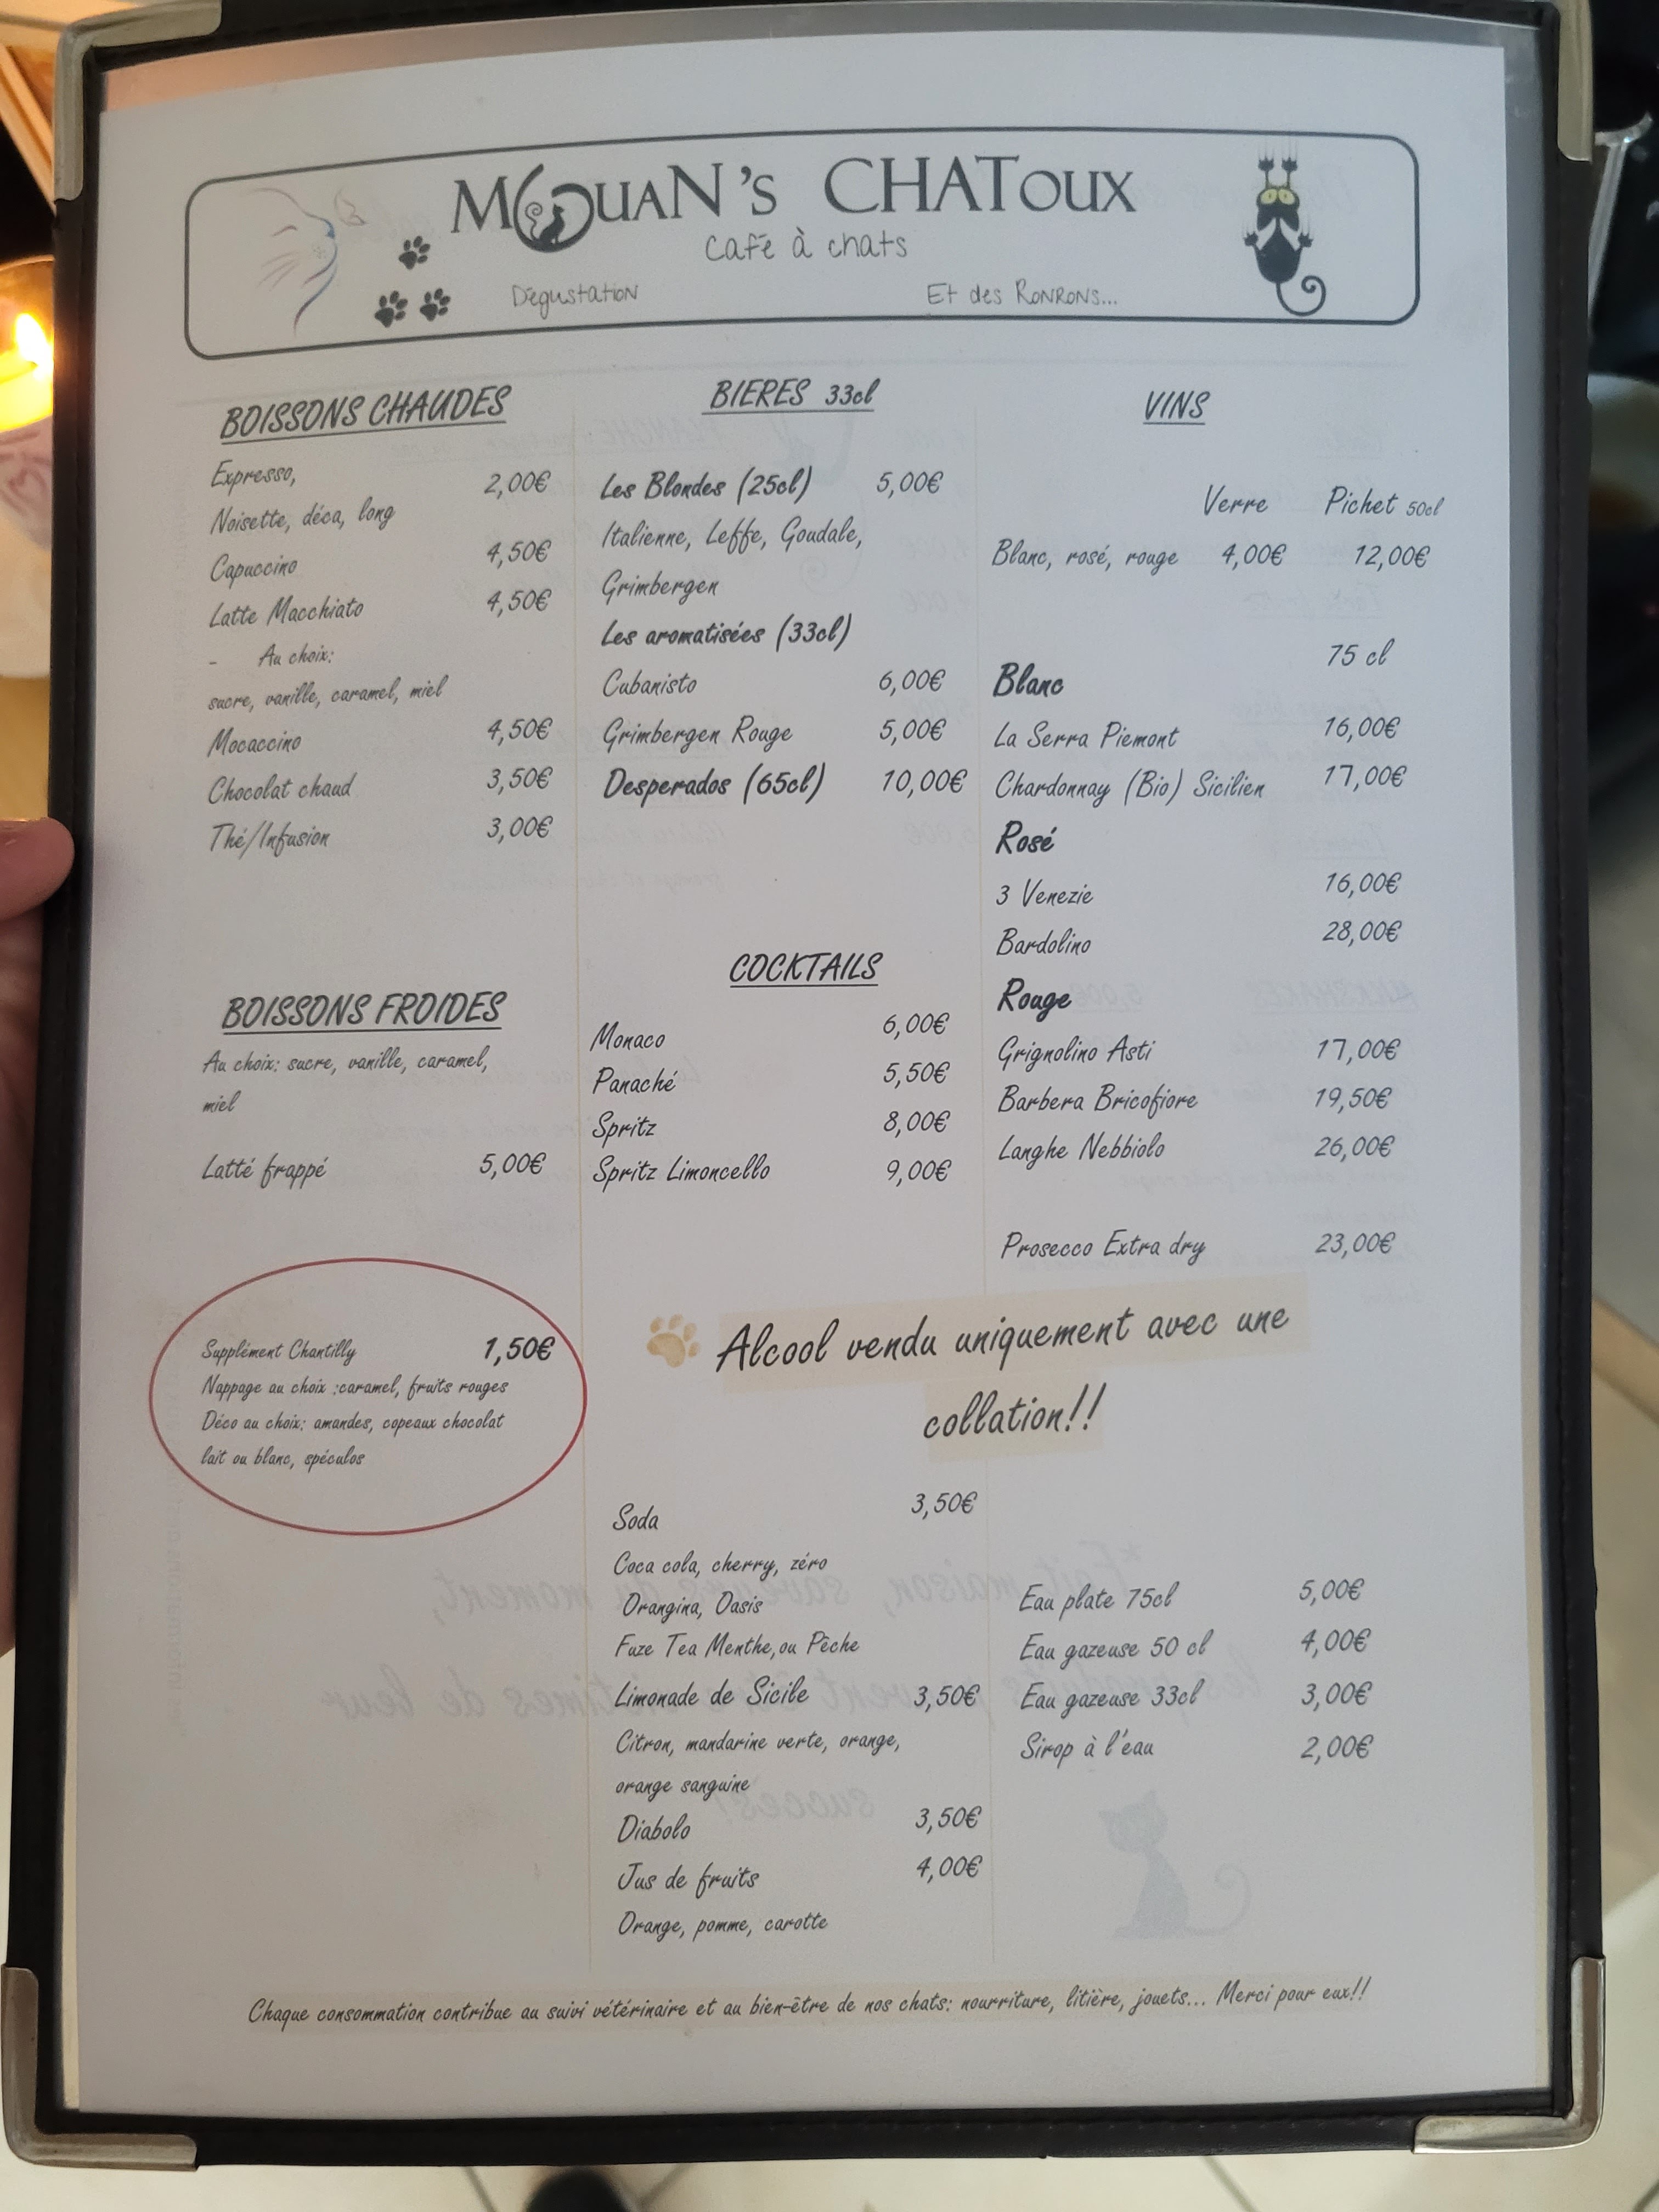 MOUAN's CHATOUX
Café à chats
Dégustation Et des RONRONS...
BOISSONS CHAUDES
Expresso, 2,00€
Noisette, déca, long
Capuccino 4,50€
Latte Macchiato 4,50€
- Au choix:
sucre, vanille, caramel, miel
Mocaccino 4,50€
Chocolat chaud 3,50€
Thé/Infusion 3,00€
BOISSONS FROIDES
Au choix: sucre, vanille, caramel,
miel
Latté frappé 5,00€
Supplément Chantilly 1,50€
Nappage au choix :caramel, fruits rouges
Déco au choix: amandes, copeaux chocolat
lait ou blanc, spéculos
BIERES 33cl
Les Blondes (25cl) 5,00€
Italienne, Leffe, Goudale,
Grimbergen
Les aromatisées (33cl)
Cubanisto 6,00€
Grimbergen Rouge 5,00€
Desperados (65cl) 10,00€
COCKTAILS
Monaco 6,00€
Panaché 5,50€
Spritz 8,00€
Spritz Limoncello 9,00€
VINS
Verre Pichet 50cl
Blanc, rosé, rouge 4,00€ 12,00€
75 cl
Blanc
La Serra Piemont 16,00€
Chardonnay (Bio) Sicilien 17,00€
Rosé
3 Venezie 16,00€
Bardolino 28,00€
Rouge
Grignolino Asti 17,00€
Barbera Bricofiore 19,50€
Langhe Nebbiolo 26,00€
Prosecco Extra dry 23,00€
Alcool vendu uniquement avec une
collation!!
Soda 3,50€
Coca cola, cherry, zéro
Orangina, Oasis
Fuze Tea Menthe,ou Pêche
Limonade de Sicile 3,50€
Citron, mandarine verte, orange,
orange sanguine
Diabolo 3,50€
Jus de fruits 4,00€
Orange, pomme, carotte
Eau plate 75cl 5,00€
Eau gazeuse 50 cl 4,00€
Eau gazeuse 33cl 3,00€
Sirop à l'eau 2,00€
Chaque consommation contribue au suivi vétérinaire et au bien-être de nos chats: nourriture, litière, jouets... Merci pour eux!!